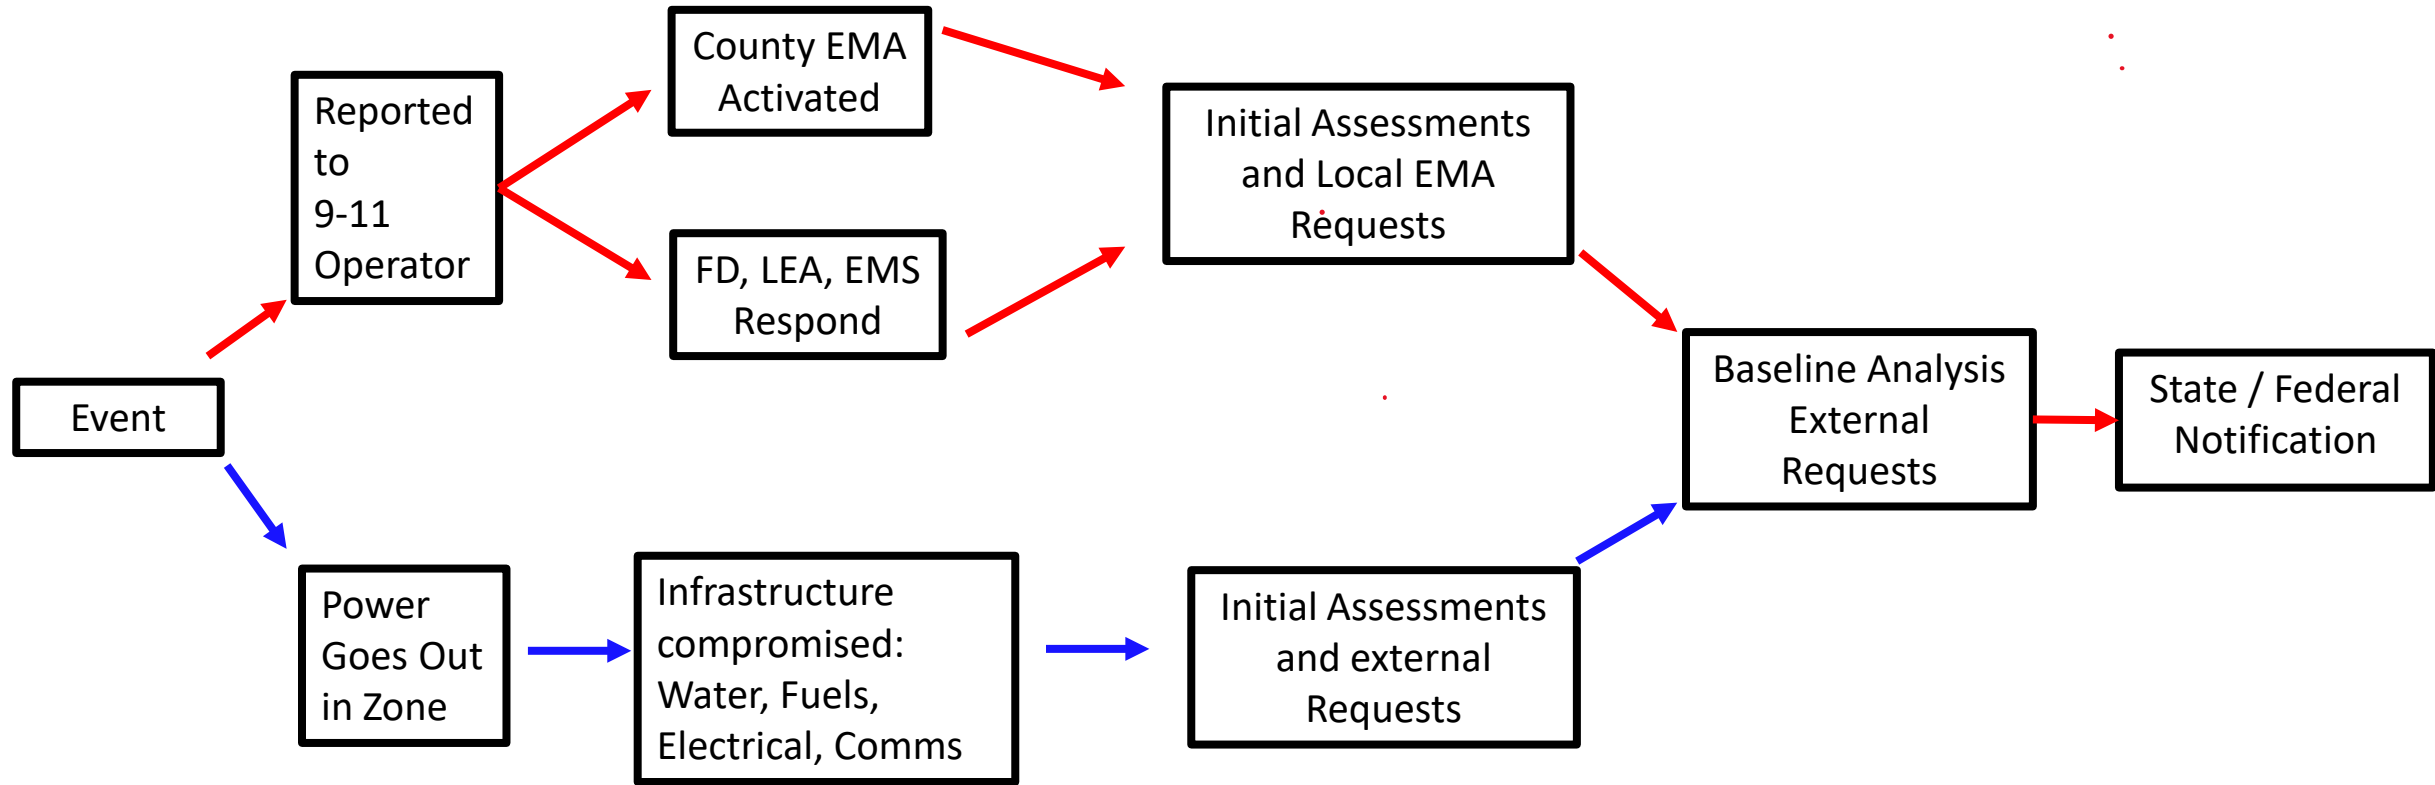 Event
Reported
to
9-11
Operator
County EMA
Activated
FD, LEA, EMS
Respond
Initial Assessments
and Local EMA
Requests
Power
Goes Out
in Zone
Infrastructure
compromised:
Water, Fuels,
Electrical, Comms
Initial Assessments
and external
Requests
Baseline Analysis
External
Requests
State / Federal
Notification